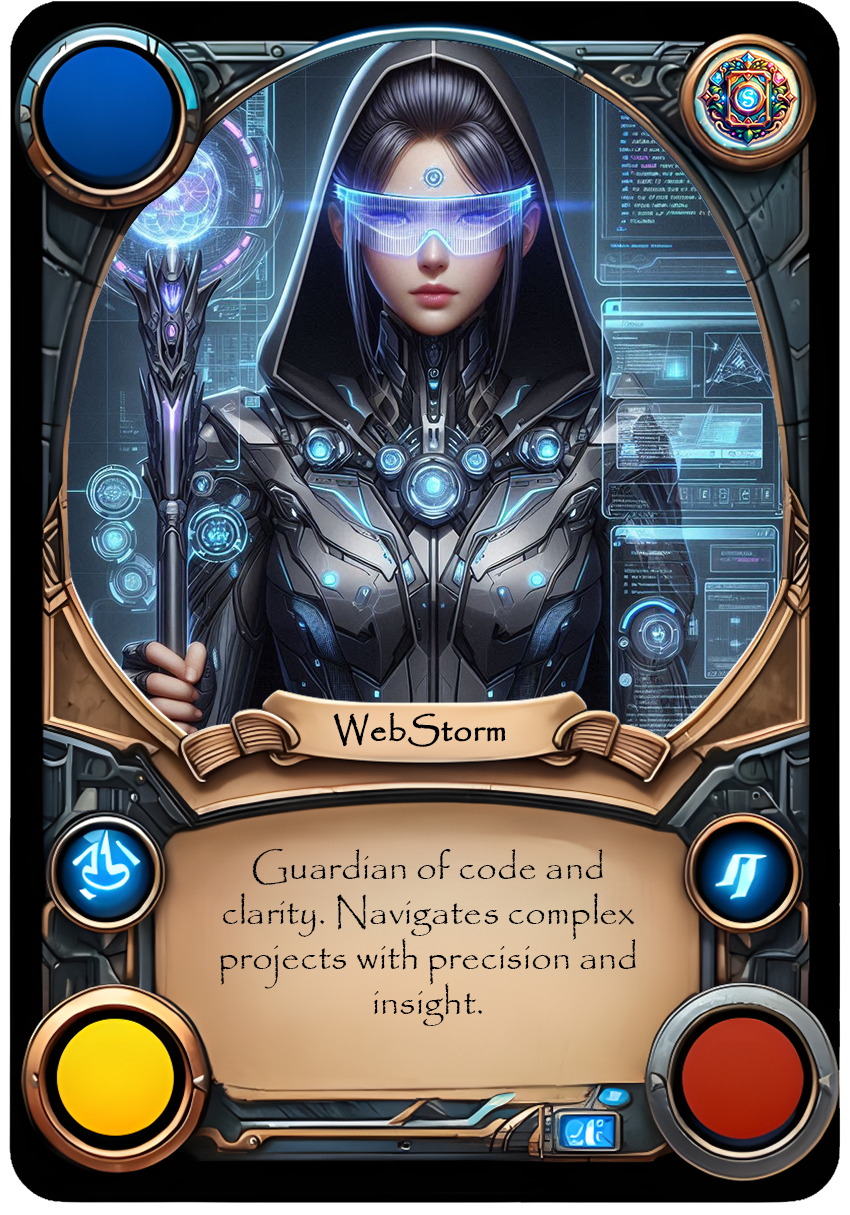 WebStorm
Guardian of code and
clarity. Navigates complex
projects with precision and
insight.